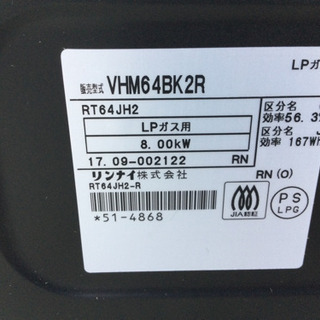 LPガス
販売型式 VHM64BK2R
RT64JH2
区分名
LPガス用
効率56.3%
8.00kW
区分名
17.09-002122 RN
効率 167WH
リンナイ株式会社 RN (O)
RT64JH2-R
*51-4868
JIA認証
PS
LPG